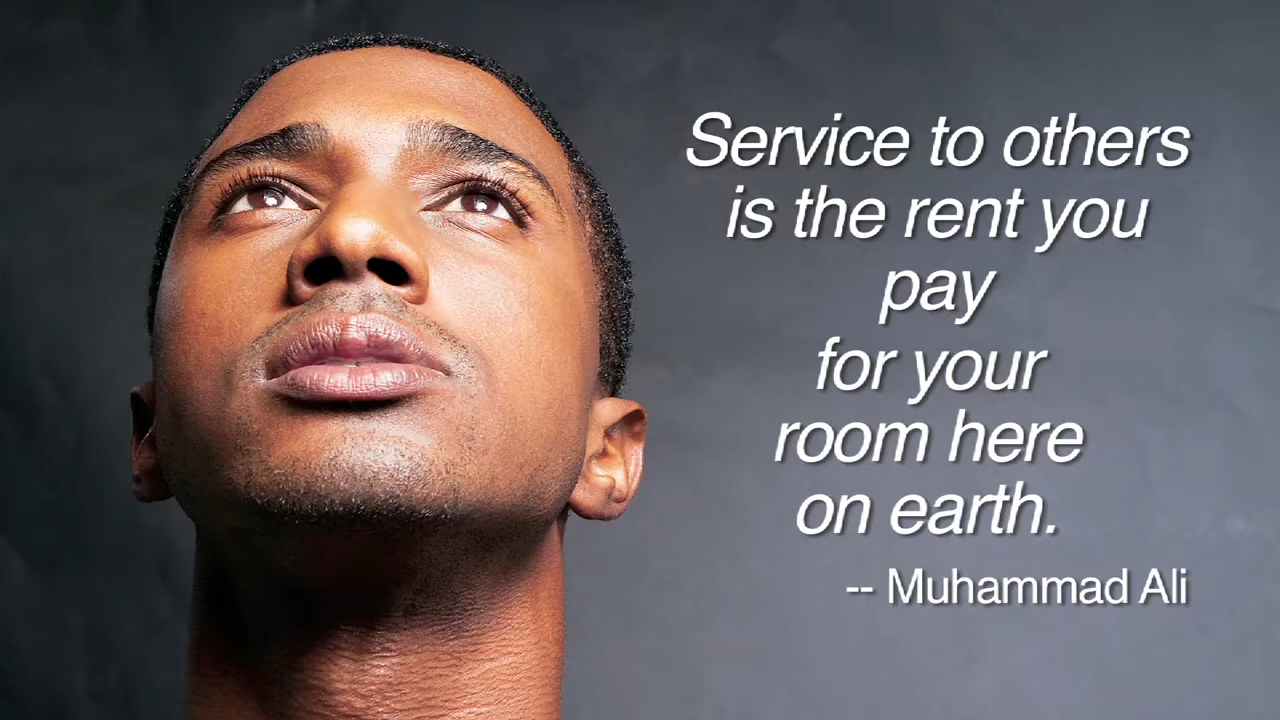 Service to others
is the rent you
pay
for your
room here
on earth.
-- Muhammad Ali